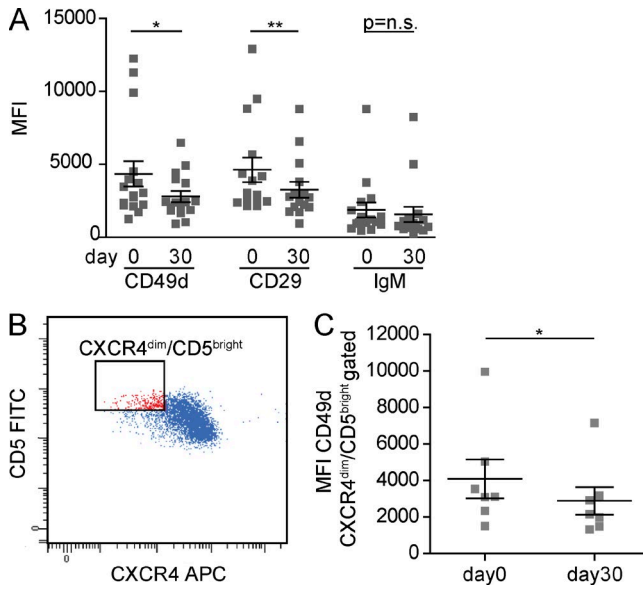 A
15000
10000
5000
0
MFI
*
**
p=n.s.
day 0 30 0 30 0 30
CD49d CD29 IgM
B
CXCR4dim/CD5bright
CD5 FITC
0
0
CXCR4 APC
C
12000
10000
8000
6000
4000
2000
0
MFI CD49d
CXCR4dim/CD5bright gated
*
day0 day30